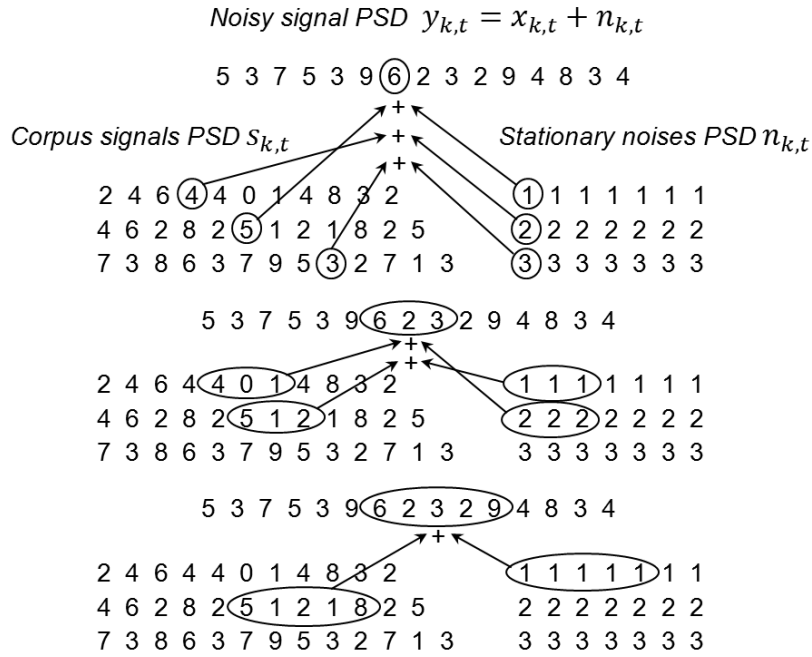 Noisy signal PSD y_{k,t} = x_{k,t} + n_{k,t}
5 3 7 5 3 9 6 2 3 2 9 4 8 3 4
+
Corpus signals PSD s_{k,t} + Stationary noises PSD n_{k,t}
+
2 4 6 4 4 0 1 4 8 3 2 1 1 1 1 1 1 1
4 6 2 8 2 5 1 2 1 8 2 5 2 2 2 2 2 2 2
7 3 8 6 3 7 9 5 3 2 7 1 3 3 3 3 3 3 3 3
5 3 7 5 3 9 6 2 3 2 9 4 8 3 4
+
+
2 4 6 4 4 0 1 4 8 3 2 1 1 1 1 1 1 1
4 6 2 8 2 5 1 2 1 8 2 5 2 2 2 2 2 2 2
7 3 8 6 3 7 9 5 3 2 7 1 3 3 3 3 3 3 3 3
5 3 7 5 3 9 6 2 3 2 9 4 8 3 4
+
2 4 6 4 4 0 1 4 8 3 2 1 1 1 1 1 1 1
4 6 2 8 2 5 1 2 1 8 2 5 2 2 2 2 2 2 2
7 3 8 6 3 7 9 5 3 2 7 1 3 3 3 3 3 3 3 3